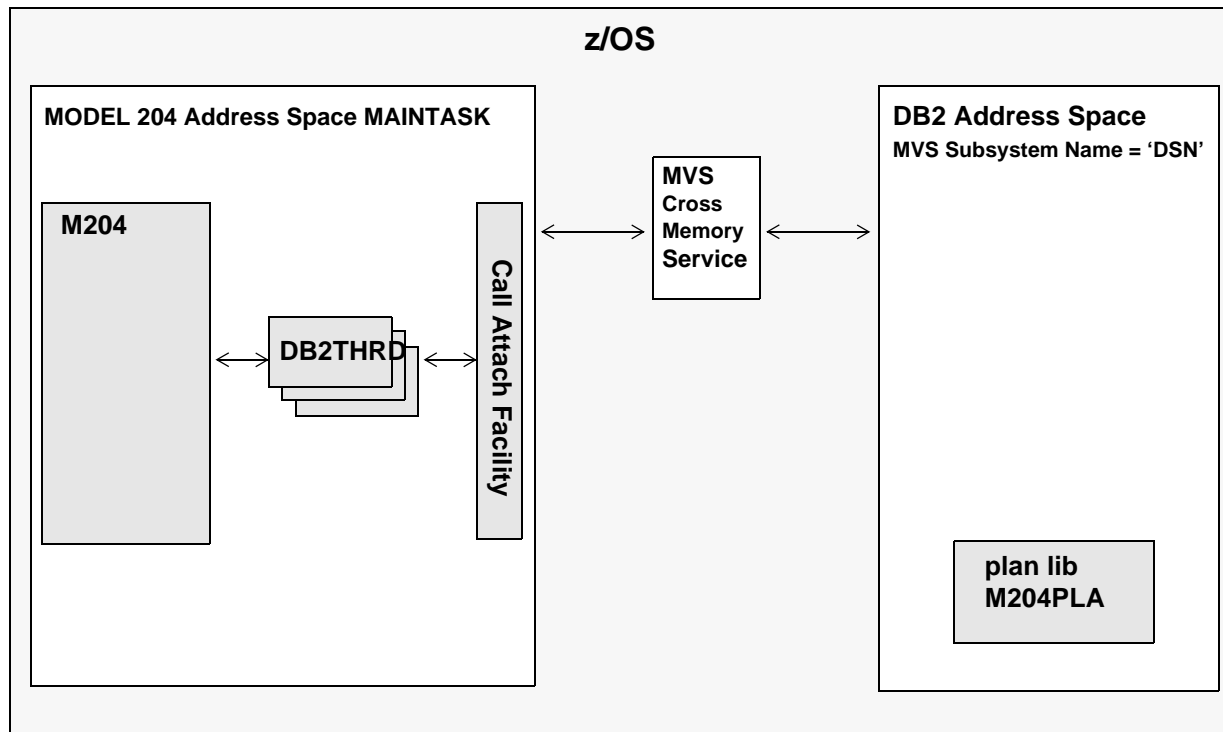 z/OS
MODEL 204 Address Space MAINTASK
M204
DB2THRD
Call Attach Facility
MVS
Cross
Memory
Service
DB2 Address Space
MVS Subsystem Name = ‘DSN’
plan lib
M204PLA